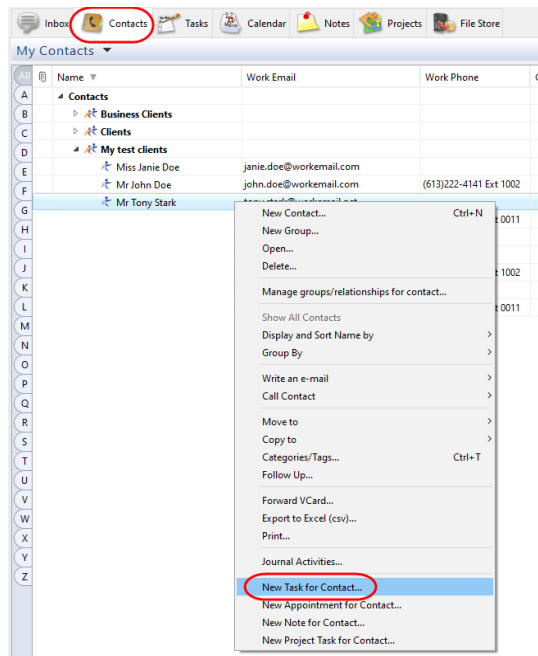 Inbox Contacts Tasks Calendar Notes Projects File Store
My Contacts
All Name Work Email Work Phone
A
B
C
D
E
F
G
H
I
J
K
L
M
N
O
P
Q
R
S
T
U
V
W
X
Y
Z
Contacts
Business Clients
Clients
My test clients
Miss Janie Doe janie.doe@workemail.com
Mr John Doe john.doe@workemail.com (613)222-4141 Ext 1002
Mr Tony Stark
t 0011
t 1002
t 0011
New Contact... Ctrl+N
New Group...
Open...
Delete...
Manage groups/relationships for contact...
Show All Contacts
Display and Sort Name by
Group By
Write an e-mail
Call Contact
Move to
Copy to
Categories/Tags... Ctrl+T
Follow Up...
Forward VCard...
Export to Excel (csv)...
Print...
Journal Activities...
New Task for Contact...
New Appointment for Contact...
New Note for Contact...
New Project Task for Contact...